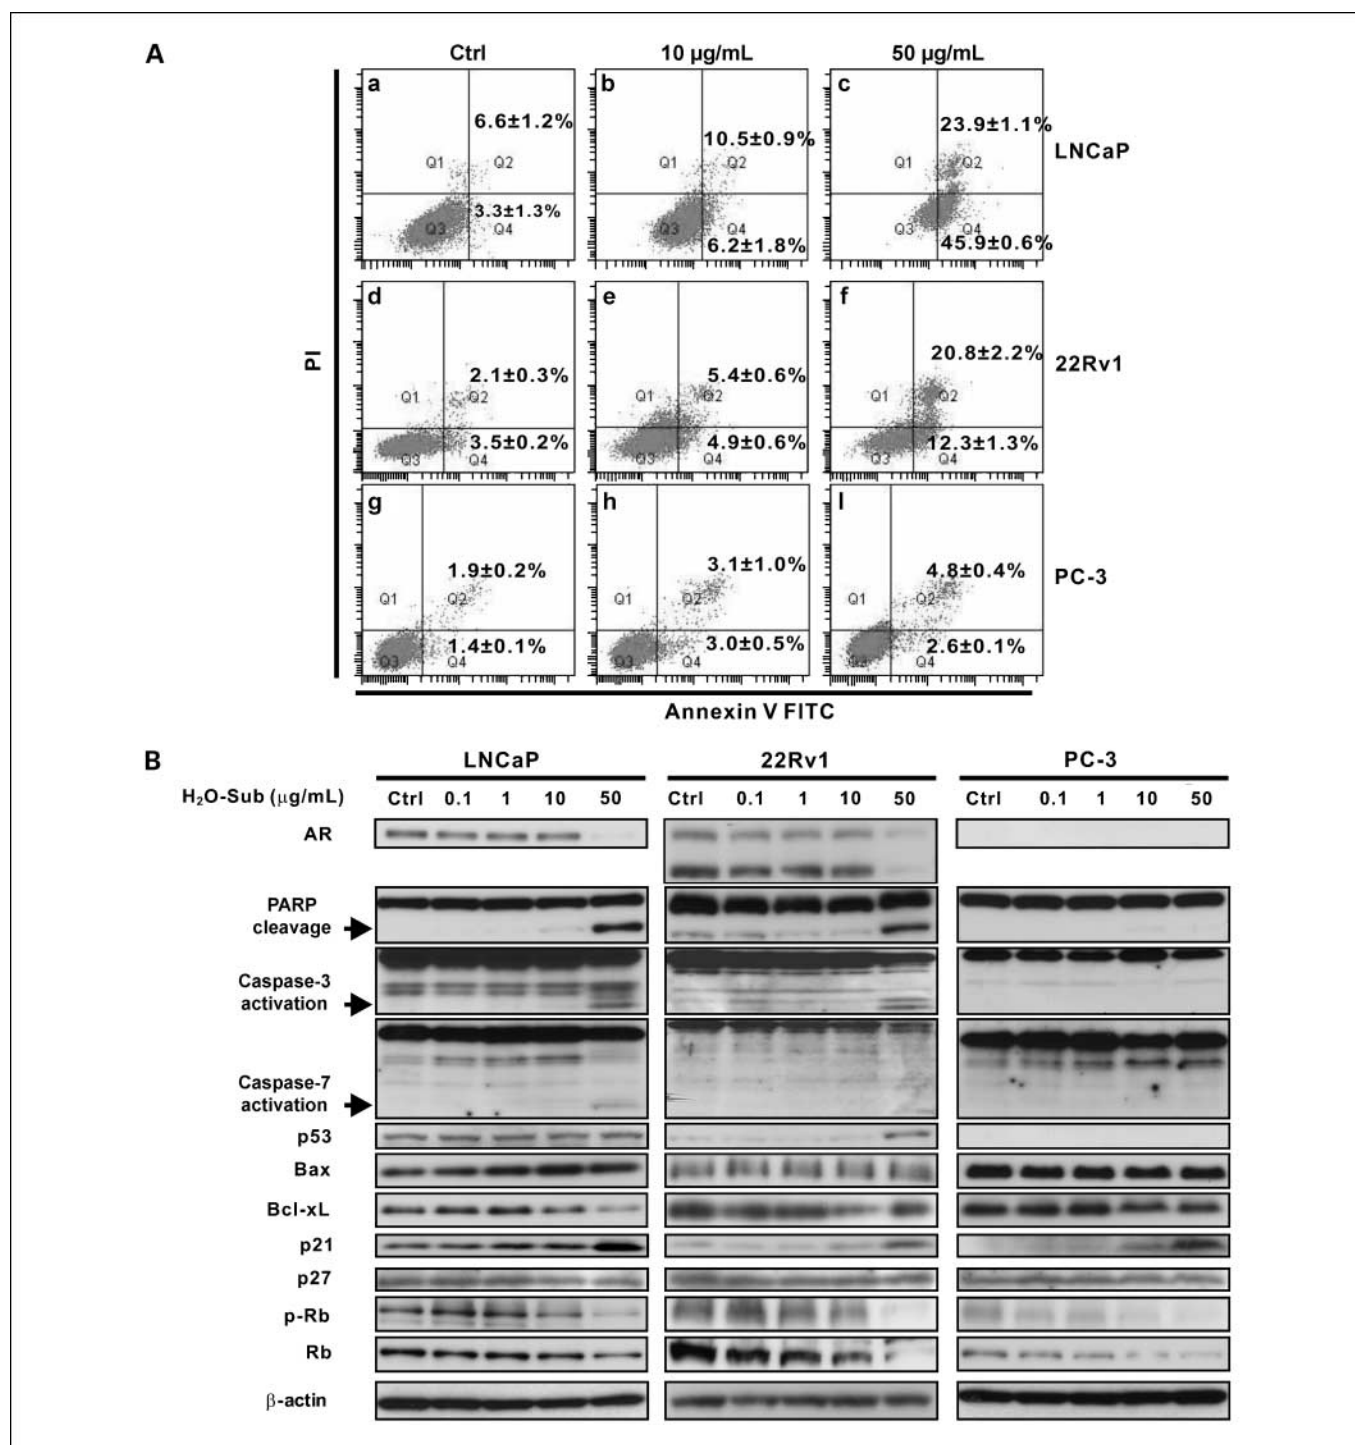 A
Ctrl 10 µg/mL 50 µg/mL
a b c
6.6±1.2% 10.5±0.9% 23.9±1.1%
LNCaP
Q1 Q2 Q1 Q2 Q1 Q2
3.3±1.3%
Q3 Q4 Q3 Q4 Q3 Q4
6.2±1.8% 45.9±0.6%
d e f
PI
2.1±0.3% 5.4±0.6% 20.8±2.2%
22Rv1
Q1 Q2 Q1 Q2 Q1 Q2
3.5±0.2% 4.9±0.6% 12.3±1.3%
Q3 Q4 Q3 Q4 Q3 Q4
g h I
1.9±0.2% 3.1±1.0% 4.8±0.4%
PC-3
Q1 Q2 Q1 Q2 Q1 Q2
1.4±0.1% 3.0±0.5% 2.6±0.1%
Q3 Q4 Q3 Q4 Q3 Q4
Annexin V FITC
B
LNCaP 22Rv1 PC-3
H₂O-Sub (µg/mL) Ctrl 0.1 1 10 50 Ctrl 0.1 1 10 50 Ctrl 0.1 1 10 50
AR
PARP
cleavage
Caspase-3
activation
Caspase-7
activation
p53
Bax
Bcl-xL
p21
p27
p-Rb
Rb
β-actin